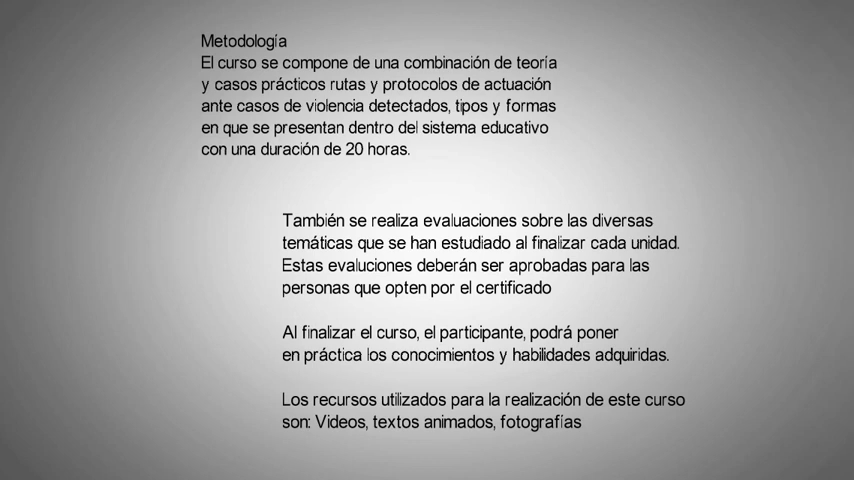 Metodología
El curso se compone de una combinación de teoría
y casos prácticos rutas y protocolos de actuación
ante casos de violencia detectados, tipos y formas
en que se presentan dentro del sistema educativo
con una duración de 20 horas.
También se realiza evaluaciones sobre las diversas
temáticas que se han estudiado al finalizar cada unidad.
Estas evaluciones deberán ser aprobadas para las
personas que opten por el certificado
Al finalizar el curso, el participante, podrá poner
en práctica los conocimientos y habilidades adquiridas.
Los recursos utilizados para la realización de este curso
son: Videos, textos animados, fotografías